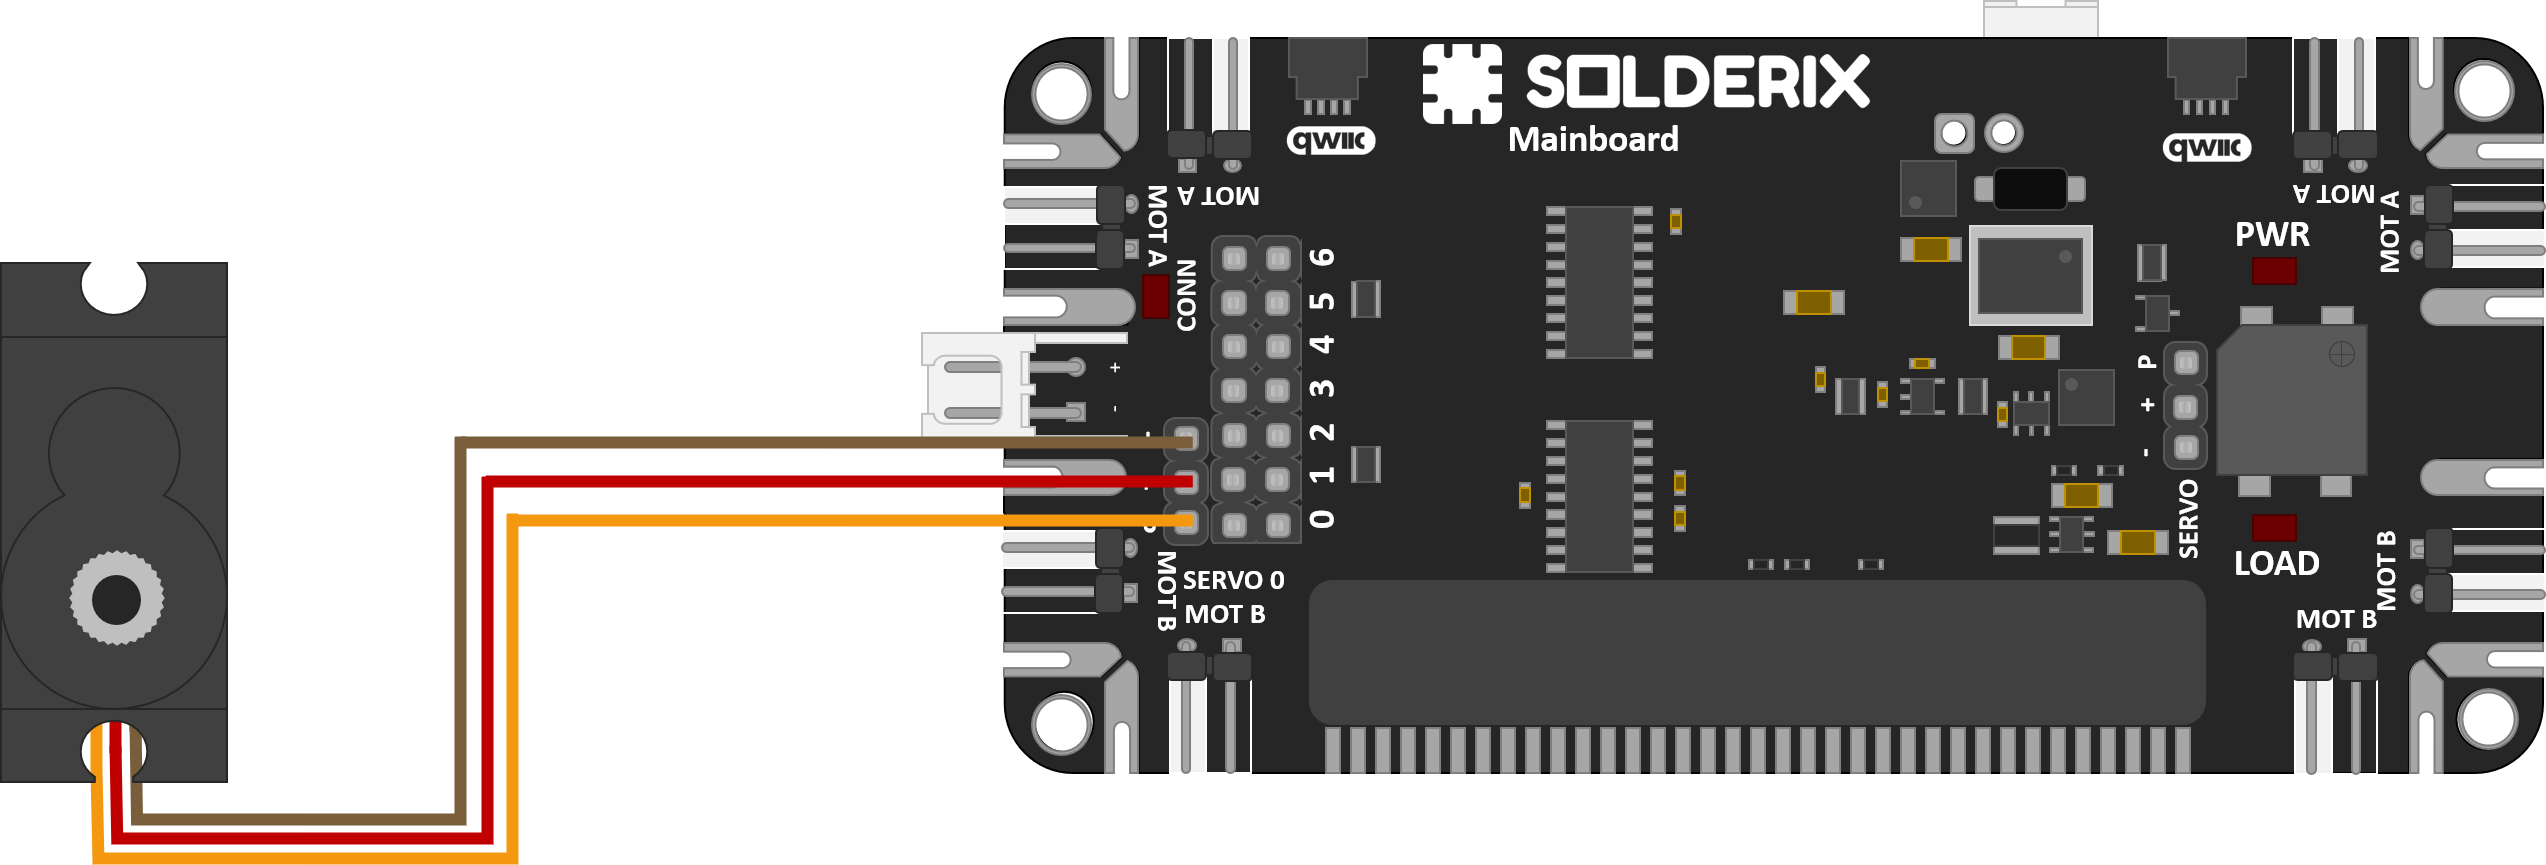 SOLDERIX
Mainboard
qwiic
qwiic
MOT A
MOT A
MOT A
MOT A
CONN
PWR
6
5
4
3
2
1
0
+
-
-
P
+
-
SERVO
LOAD
MOT B
SERVO 0
MOT B
MOT B
MOT B